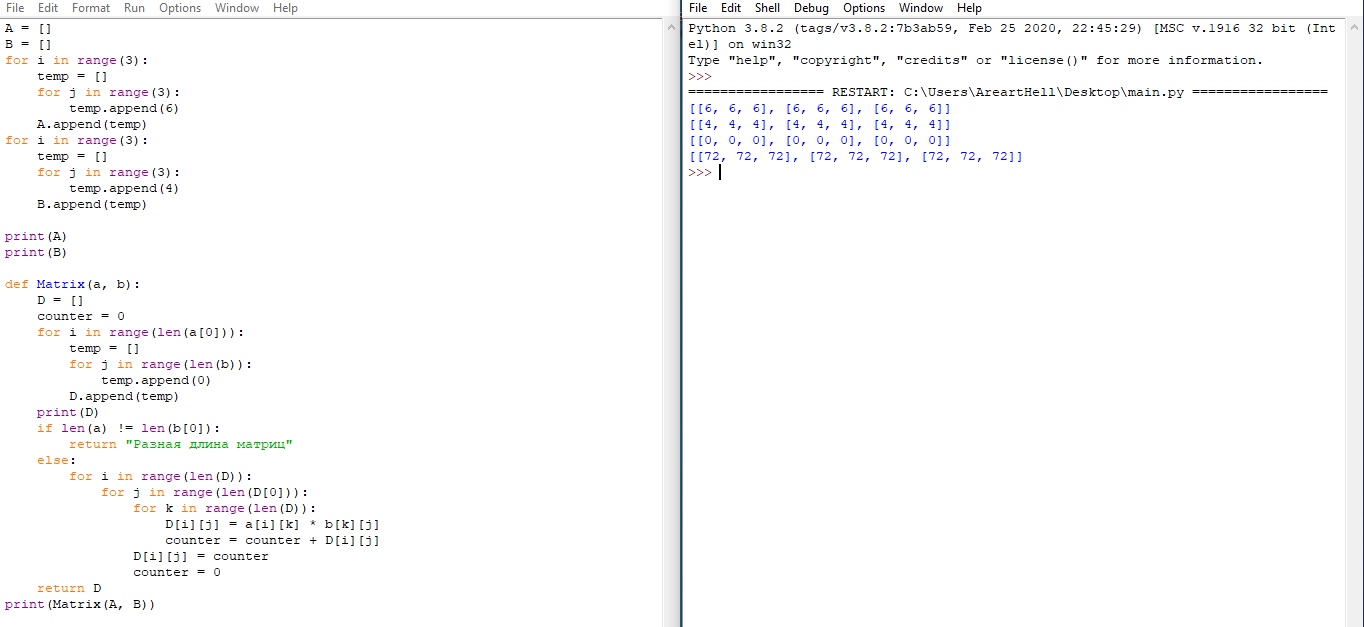 File Edit Format Run Options Window Help
A = []
B = []
for i in range(3):
    temp = []
    for j in range(3):
        temp.append(6)
    A.append(temp)
for i in range(3):
    temp = []
    for j in range(3):
        temp.append(4)
    B.append(temp)

print(A)
print(B)

def Matrix(a, b):
    D = []
    counter = 0
    for i in range(len(a[0])):
        temp = []
        for j in range(len(b)):
            temp.append(0)
        D.append(temp)
    print(D)
    if len(a) != len(b[0]):
        return "Разная длина матриц"
    else:
        for i in range(len(D)):
            for j in range(len(D[0])):
                for k in range(len(D)):
                    D[i][j] = a[i][k] * b[k][j]
                    counter = counter + D[i][j]
                D[i][j] = counter
                counter = 0
    return D
print(Matrix(A, B))
File Edit Shell Debug Options Window Help
Python 3.8.2 (tags/v3.8.2:7b3ab59, Feb 25 2020, 22:45:29) [MSC v.1916 32 bit (Int
el)] on win32
Type "help", "copyright", "credits" or "license()" for more information.
>>>
================= RESTART: C:\Users\AreartHell\Desktop\main.py =================
[[6, 6, 6], [6, 6, 6], [6, 6, 6]]
[[4, 4, 4], [4, 4, 4], [4, 4, 4]]
[[0, 0, 0], [0, 0, 0], [0, 0, 0]]
[[72, 72, 72], [72, 72, 72], [72, 72, 72]]
>>>